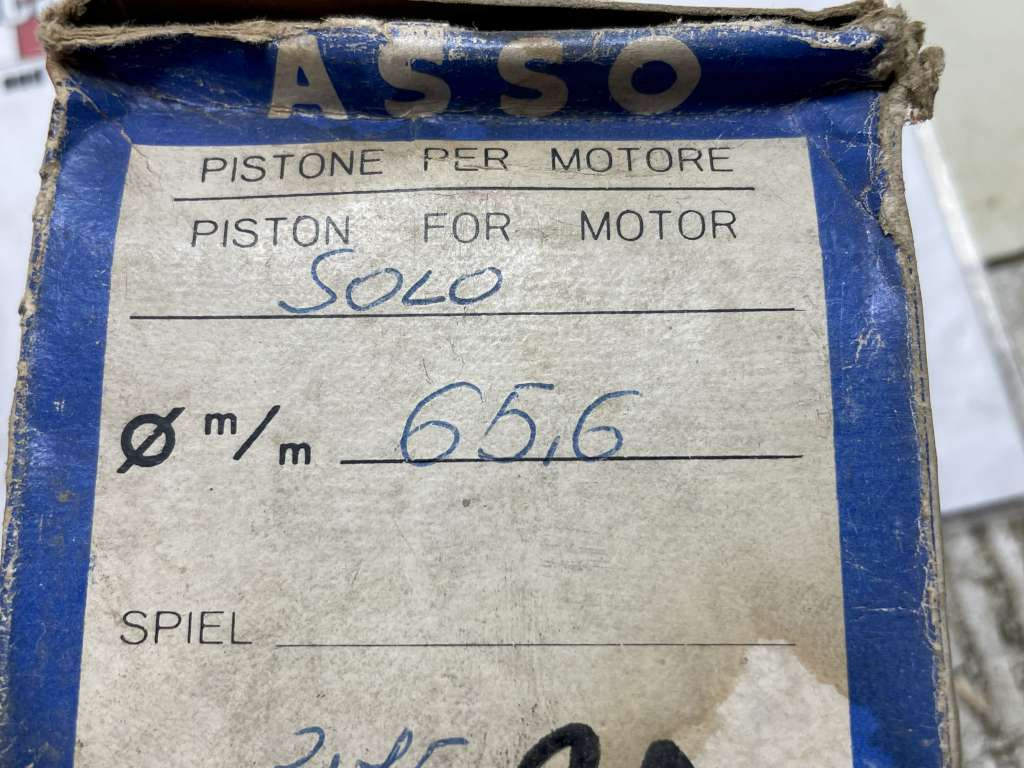 ASSO
PISTONE PER MOTORE
PISTON FOR MOTOR
SOLO
Ø m/m 65,6
SPIEL